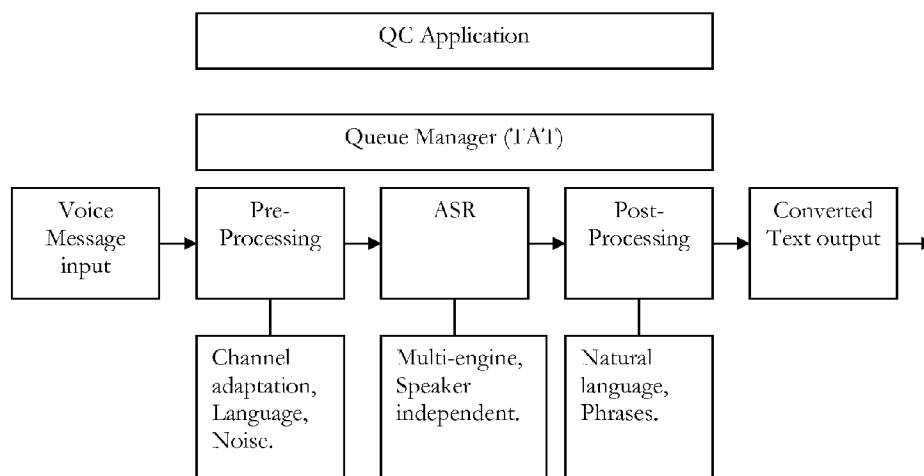 QC Application
Queue Manager (TAT)
Voice
Message
input
Pre-
Processing
ASR
Post-
Processing
Converted
Text output
Channel
adaptation,
Language,
Noise.
Multi-engine,
Speaker
independent.
Natural
language,
Phrases.